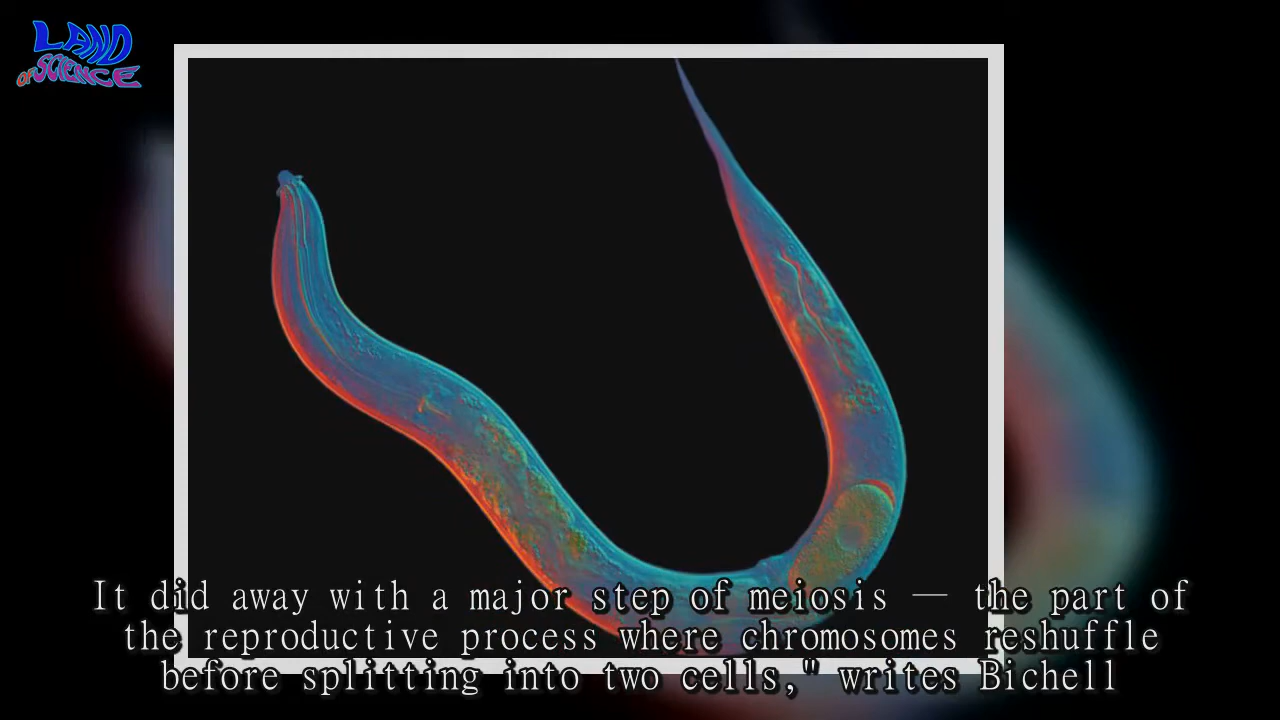 LAND
OF SCIENCE
It did away with a major step of meiosis — the part of
the reproductive process where chromosomes reshuffle
before splitting into two cells," writes Bichell